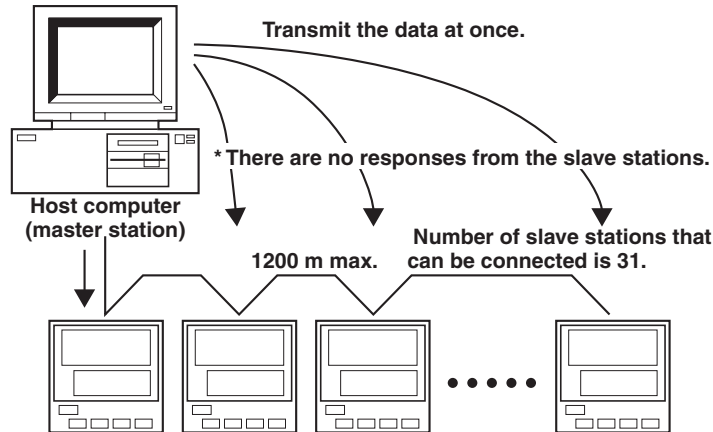 Transmit the data at once.
* There are no responses from the slave stations.
Host computer
(master station)
1200 m max.
Number of slave stations that
can be connected is 31.